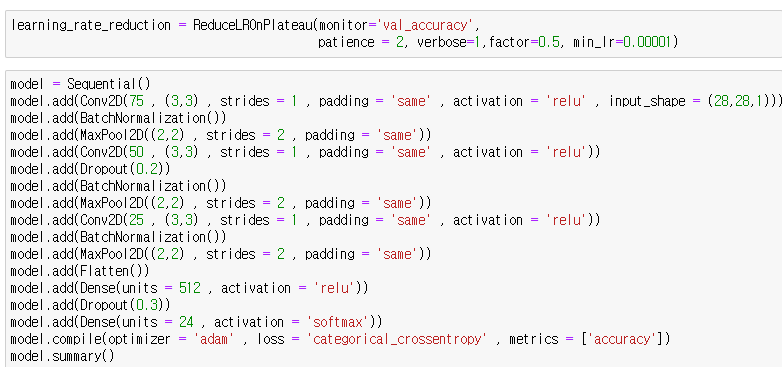 learning_rate_reduction = ReduceLROnPlateau(monitor='val_accuracy',
patience = 2, verbose=1,factor=0.5, min_lr=0.00001)
model = Sequential()
model.add(Conv2D(75 , (3,3) , strides = 1 , padding = 'same' , activation = 'relu' , input_shape = (28,28,1)))
model.add(BatchNormalization())
model.add(MaxPool2D((2,2) , strides = 2 , padding = 'same'))
model.add(Conv2D(50 , (3,3) , strides = 1 , padding = 'same' , activation = 'relu'))
model.add(Dropout(0.2))
model.add(BatchNormalization())
model.add(MaxPool2D((2,2) , strides = 2 , padding = 'same'))
model.add(Conv2D(25 , (3,3) , strides = 1 , padding = 'same' , activation = 'relu'))
model.add(BatchNormalization())
model.add(MaxPool2D((2,2) , strides = 2 , padding = 'same'))
model.add(Flatten())
model.add(Dense(units = 512 , activation = 'relu'))
model.add(Dropout(0.3))
model.add(Dense(units = 24 , activation = 'softmax'))
model.compile(optimizer = 'adam' , loss = 'categorical_crossentropy' , metrics = ['accuracy'])
model.summary()